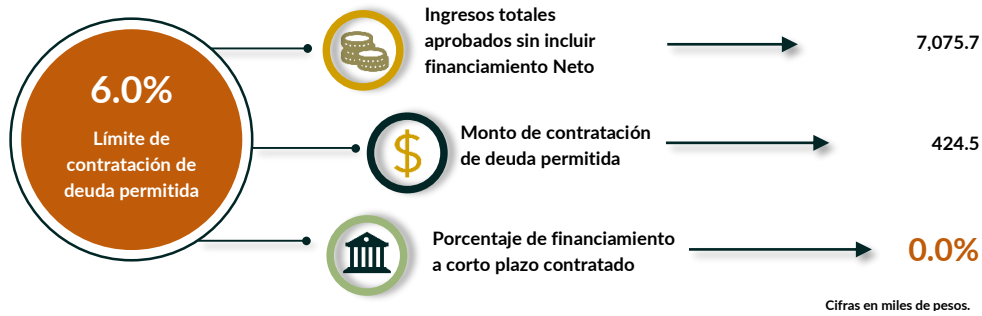 6.0%
Límite de
contratación de
deuda permitida
Ingresos totales
aprobados sin incluir
financiamiento Neto
7,075.7
$
Monto de contratación
de deuda permitida
424.5
Porcentaje de financiamiento
a corto plazo contratado
0.0%
Cifras en miles de pesos.